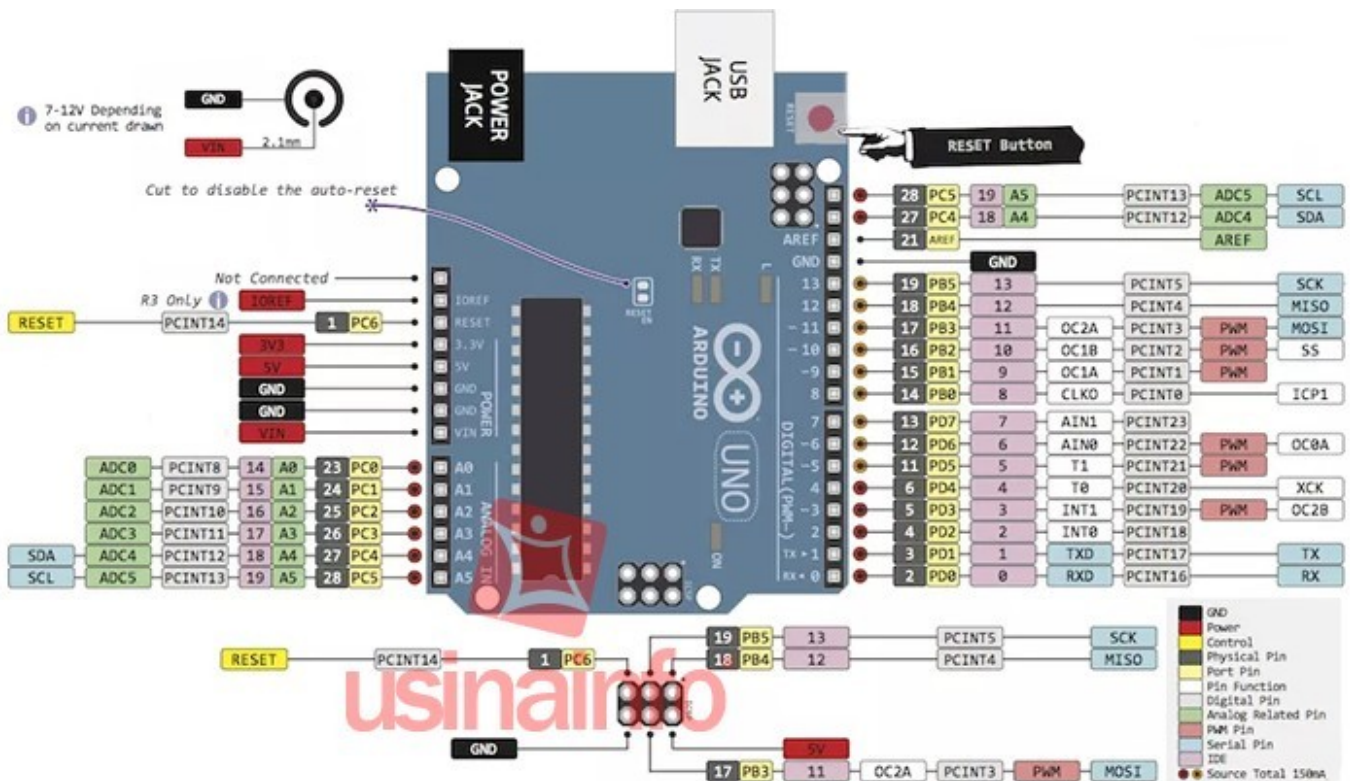 POWER JACK
USB JACK
RESET
RESET Button
GND
7-12V Depending
on current drawn
VIN
2.1mm
Cut to disable the auto-reset
28 PC5 19 A5 PCINT13 ADC5 SCL
27 PC4 18 A4 PCINT12 ADC4 SDA
AREF 21 AREF AREF
GND GND
13 19 PB5 13 PCINT5 SCK
12 18 PB4 12 PCINT4 MISO
~11 17 PB3 11 OC2A PCINT3 PWM MOSI
~10 16 PB2 10 OC1B PCINT2 PWM SS
~9 15 PB1 9 OC1A PCINT1 PWM
8 14 PB0 8 CLKO PCINT0 ICP1
7 13 PD7 7 AIN1 PCINT23
~6 12 PD6 6 AIN0 PCINT22 PWM OC0A
~5 11 PD5 5 T1 PCINT21 PWM
4 6 PD4 4 T0 PCINT20 XCK
~3 5 PD3 3 INT1 PCINT19 PWM OC2B
2 4 PD2 2 INT0 PCINT18
TX ▸ 1 3 PD1 1 TXD PCINT17 TX
RX ◂ 0 2 PD0 0 RXD PCINT16 RX
DIGITAL (PWM~)
RX TX L
RESET EN
ARDUINO
UNO
ON
ICSP
Not Connected
R3 Only IOREF IOREF
RESET PCINT14 1 PC6 RESET
3V3 3.3V
5V 5V
GND GND
GND GND
VIN VIN
POWER
ADC0 PCINT8 14 A0 23 PC0 A0
ADC1 PCINT9 15 A1 24 PC1 A1
ADC2 PCINT10 16 A2 25 PC2 A2
ADC3 PCINT11 17 A3 26 PC3 A3
SDA ADC4 PCINT12 18 A4 27 PC4 A4
SCL ADC5 PCINT13 19 A5 28 PC5 A5
ANALOG IN
19 PB5 13 PCINT5 SCK
18 PB4 12 PCINT4 MISO
RESET PCINT14 1 PC6
ICSP
GND
5V
17 PB3 11 OC2A PCINT3 PWM MOSI
usinainfo
GND
Power
Control
Physical Pin
Port Pin
Pin Function
Digital Pin
Analog Related Pin
PWM Pin
Serial Pin
IDE
Source Total 150mA